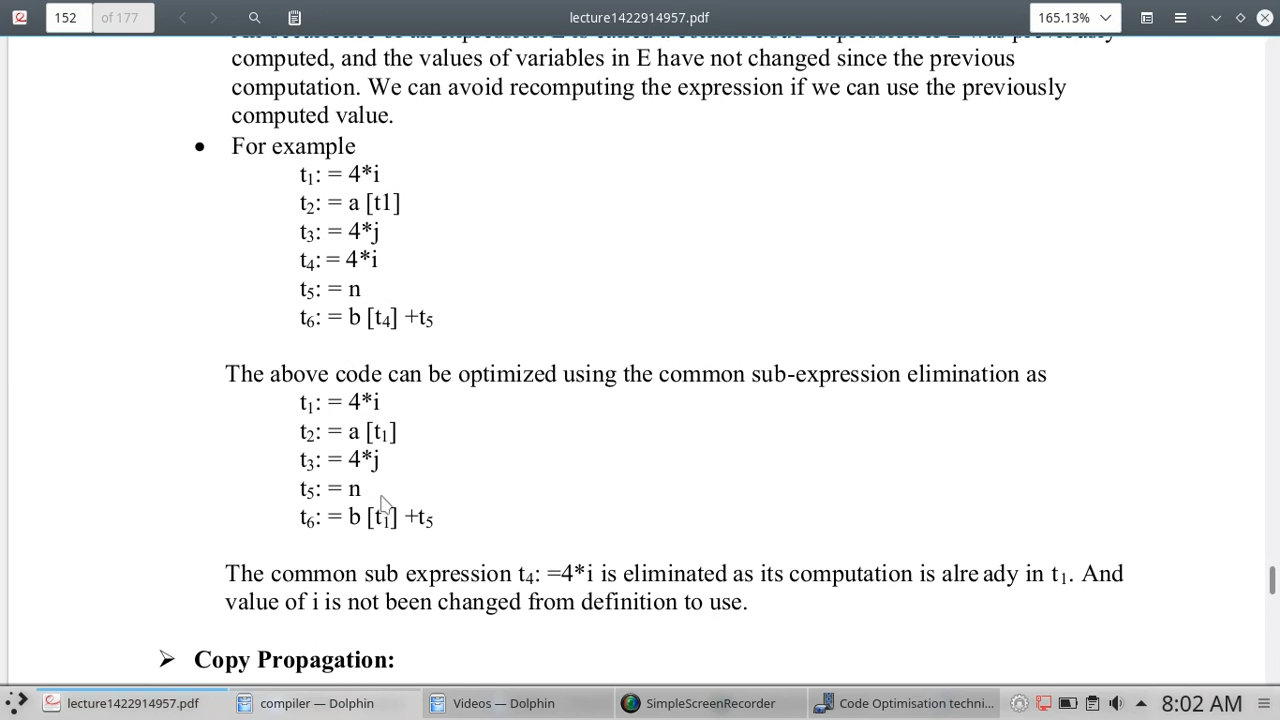 152 of 177
lecture1422914957.pdf
165.13%
computed, and the values of variables in E have not changed since the previous
computation. We can avoid recomputing the expression if we can use the previously
computed value.
• For example
t₁: = 4*i
t₂: = a [t1]
t₃: = 4*j
t₄: = 4*i
t₅: = n
t₆: = b [t₄] +t₅
The above code can be optimized using the common sub-expression elimination as
t₁: = 4*i
t₂: = a [t₁]
t₃: = 4*j
t₅: = n
t₆: = b [t₁] +t₅
The common sub expression t₄: =4*i is eliminated as its computation is alre ady in t₁. And
value of i is not been changed from definition to use.
➢ Copy Propagation:
lecture1422914957.pdf
compiler — Dolphin
Videos — Dolphin
SimpleScreenRecorder
Code Optimisation techni...
8:02 AM